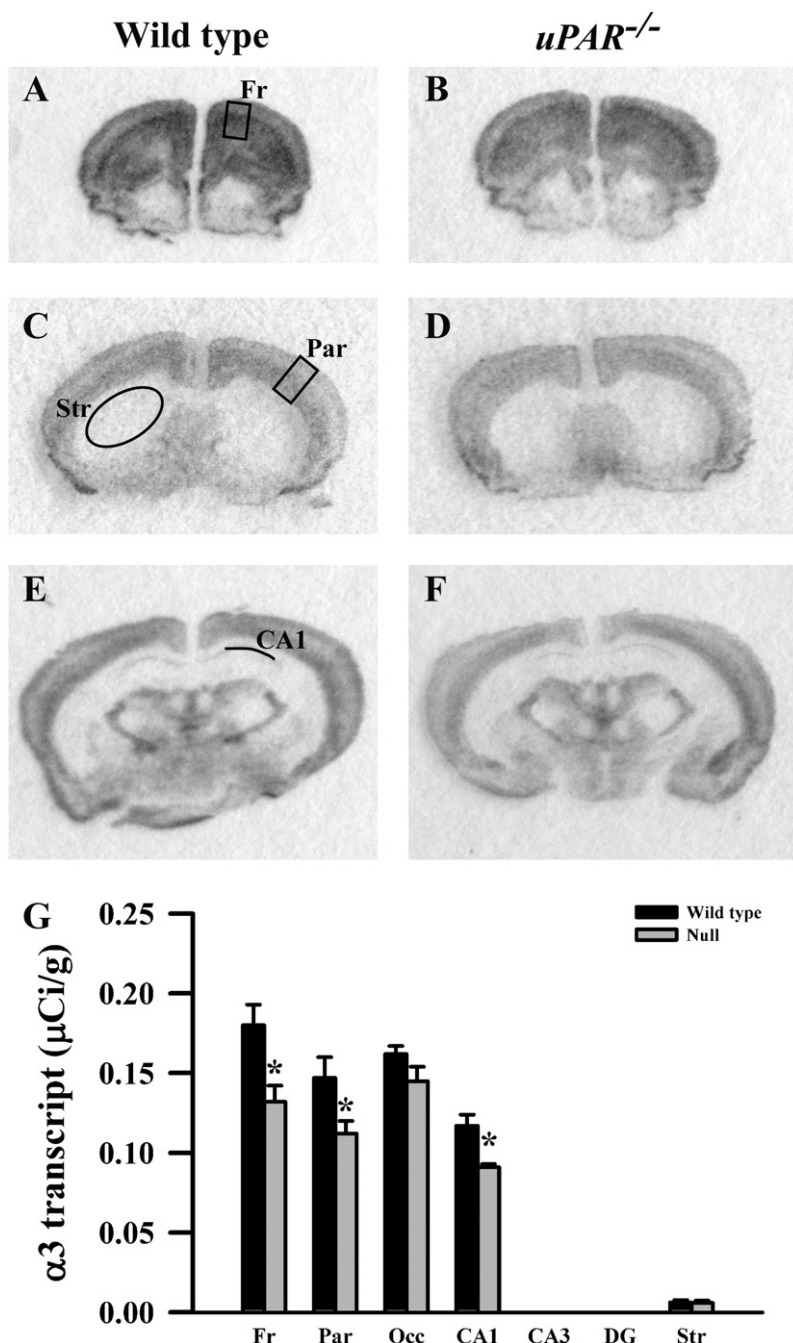 Wild type
uPAR-/-
A
Fr
B
C
Par
Str
D
E
CA1
F
G
Wild type
Null
α3 transcript (μCi/g)
0.25
0.20
0.15
0.10
0.05
0.00
*
*
*
Fr Par Occ CA1 CA3 DG Str